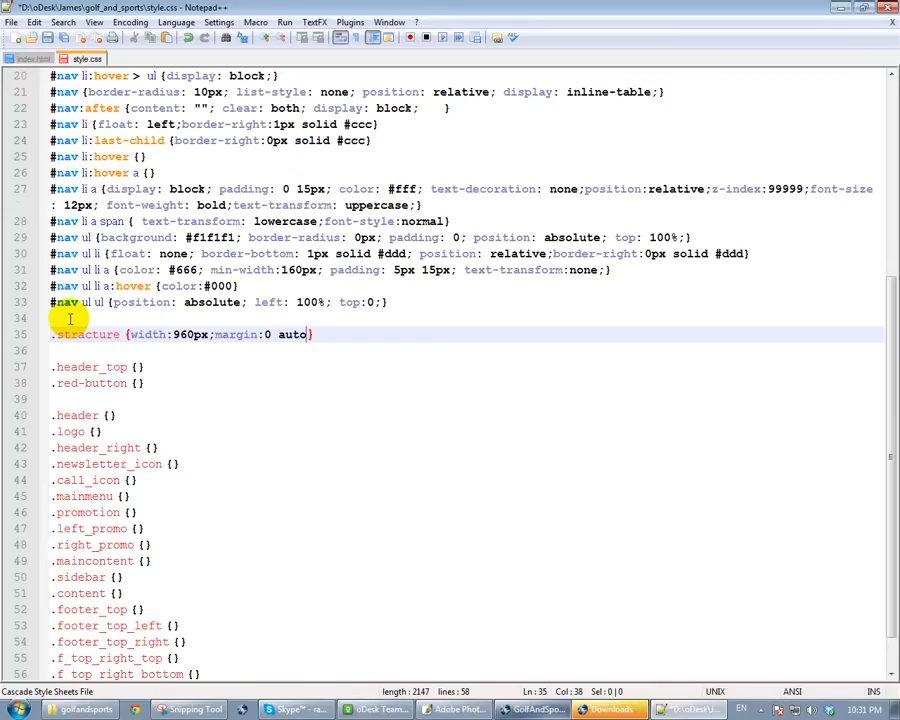 *D:\oDesk\James\golf_and_sports\style.css - Notepad++
File Edit Search View Encoding Language Settings Macro Run TextFX Plugins Window ?
X
index.html style.css
20 #nav li:hover > ul {display: block;}
21 #nav {border-radius: 10px; list-style: none; position: relative; display: inline-table;}
22 #nav:after {content: ""; clear: both; display: block; }
23 #nav li {float: left;border-right:1px solid #ccc}
24 #nav li:last-child {border-right:0px solid #ccc}
25 #nav li:hover {}
26 #nav li:hover a {}
27 #nav li a {display: block; padding: 0 15px; color: #fff; text-decoration: none;position:relative;z-index:99999;font-size
: 12px; font-weight: bold;text-transform: uppercase;}
28 #nav li a span { text-transform: lowercase;font-style:normal}
29 #nav ul {background: #f1f1f1; border-radius: 0px; padding: 0; position: absolute; top: 100%;}
30 #nav ul li {float: none; border-bottom: 1px solid #ddd; position: relative;border-right:0px solid #ddd}
31 #nav ul li a {color: #666; min-width:160px; padding: 5px 15px; text-transform:none;}
32 #nav ul li a:hover {color:#000}
33 #nav ul ul {position: absolute; left: 100%; top:0;}
34
35 .stracture {width:960px;margin:0 auto}
36
37 .header_top {}
38 .red-button {}
39
40 .header {}
41 .logo {}
42 .header_right {}
43 .newsletter_icon {}
44 .call_icon {}
45 .mainmenu {}
46 .promotion {}
47 .left_promo {}
48 .right_promo {}
49 .maincontent {}
50 .sidebar {}
51 .content {}
52 .footer_top {}
53 .footer_top_left {}
54 .footer_top_right {}
55 .f_top_right_top {}
56 .f_top_right_bottom {}
Cascade Style Sheets File length : 2147 lines : 58 Ln : 35 Col : 38 Sel : 0 | 0 UNIX ANSI INS
golfandsports Snipping Tool Skype™ - ra... oDesk Team... Adobe Phot... GolfAndSpo... Downloads *D:\oDesk\J... EN 10:31 PM